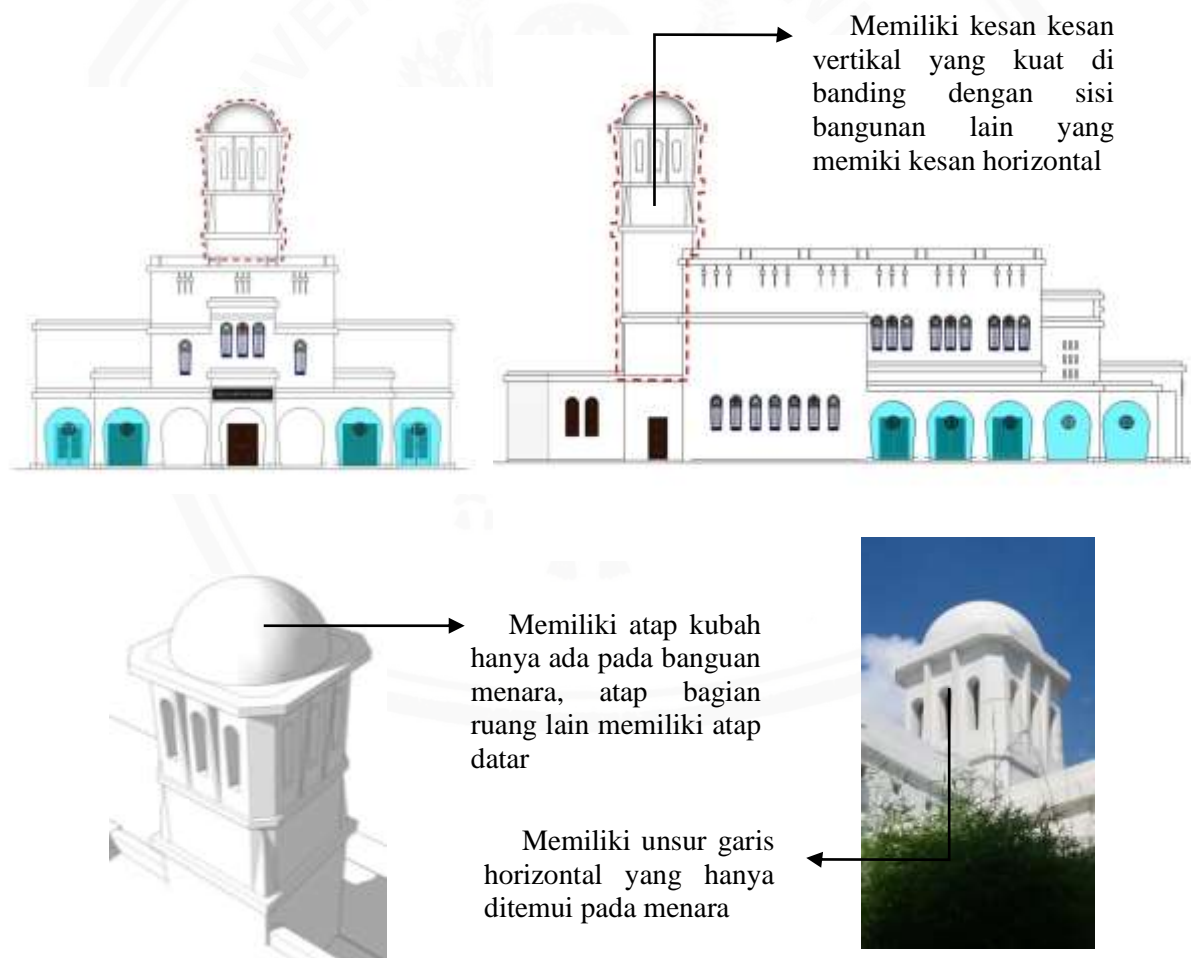 Memiliki kesan kesan
vertikal yang kuat di
banding dengan sisi
bangunan lain yang
memiki kesan horizontal
Memiliki atap kubah
hanya ada pada banguan
menara, atap bagian
ruang lain memiliki atap
datar
Memiliki unsur garis
horizontal yang hanya
ditemui pada menara